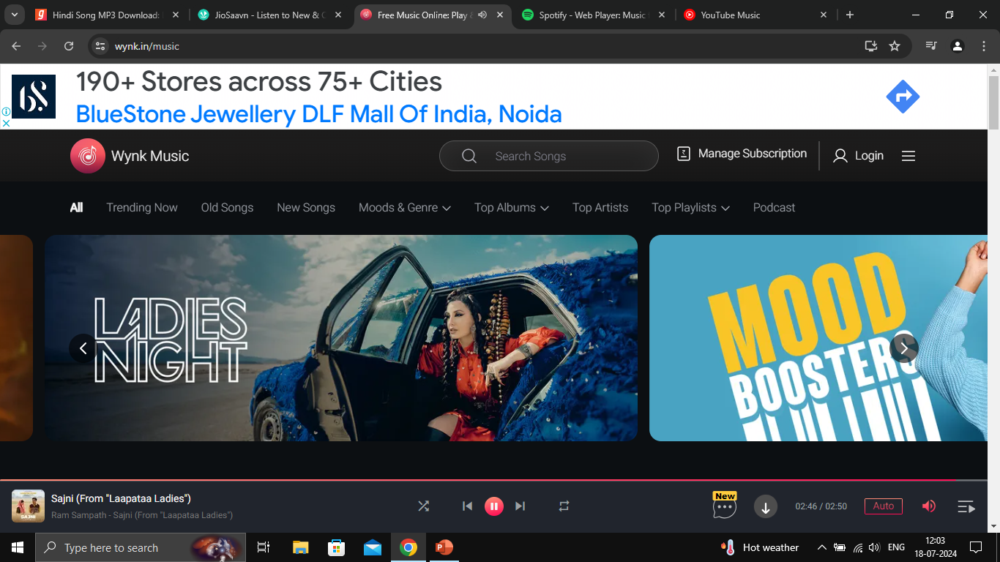 Hindi Song MP3 Download:
JioSaavn - Listen to New &
Free Music Online: Play
Spotify - Web Player: Music
YouTube Music
wynk.in/music
190+ Stores across 75+ Cities
BlueStone Jewellery DLF Mall Of India, Noida
Wynk Music
Search Songs
Manage Subscription
Login
All
Trending Now
Old Songs
New Songs
Moods & Genre
Top Albums
Top Artists
Top Playlists
Podcast
LADIES
NIGHT
MOOD
BOOSTERS
Sajni (From "Laapataa Ladies")
Ram Sampath - Sajni (From "Laapataa Ladies")
SAJNI
New
02:46 / 02:50
Auto
Type here to search
Hot weather
ENG
12:03
18-07-2024